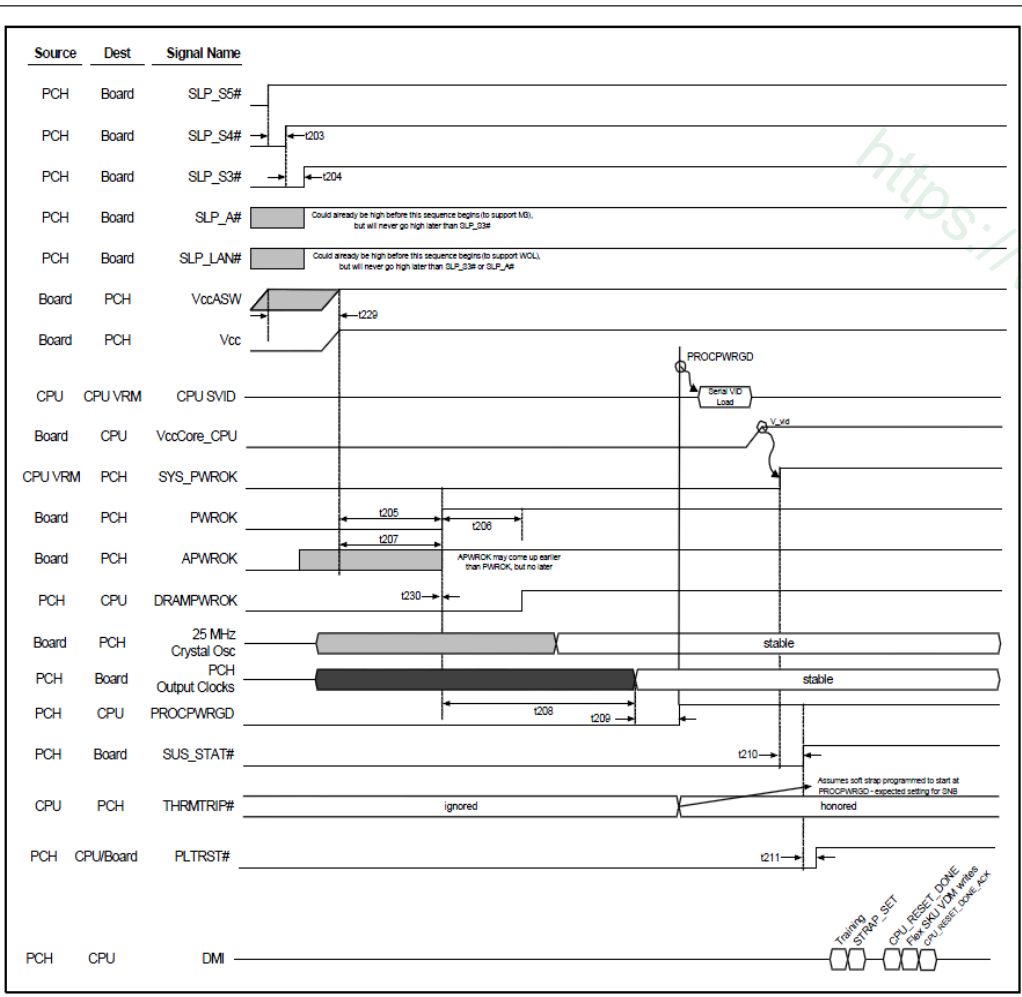 Source Dest Signal Name
PCH Board SLP_S5#
PCH Board SLP_S4# t203
PCH Board SLP_S3# t204
PCH Board SLP_A# Could already be high before this sequence begins (to support M3),
but will never go high later than SLP_S3#
PCH Board SLP_LAN# Could already be high before this sequence begins (to support WOL),
but will never go high later than SLP_S3# or SLP_A#
Board PCH VccASW
t229
Board PCH Vcc
PROCPWRGD
CPU CPU VRM CPU SVID Serial VID
Load
V_vid
Board CPU VccCore_CPU
CPU VRM PCH SYS_PWROK
Board PCH PWROK t205 t206
t207
Board PCH APWROK APWROK may come up earlier
than PWROK, but no later
PCH CPU DRAMPWROK t230
Board PCH 25 MHz
Crystal Osc stable
PCH Board PCH
Output Clocks stable
PCH CPU PROCPWRGD t208 t209
PCH Board SUS_STAT# t210
Assumes soft strap programmed to start at
PROCPWRGD - expected setting for SNB
CPU PCH THRMTRIP# ignored honored
PCH CPU/Board PLTRST# t211
Training
STRAP_SET
CPU_RESET_DONE
Flex SKU VDM writes
CPU_RESET_DONE_ACK
PCH CPU DMI
https://